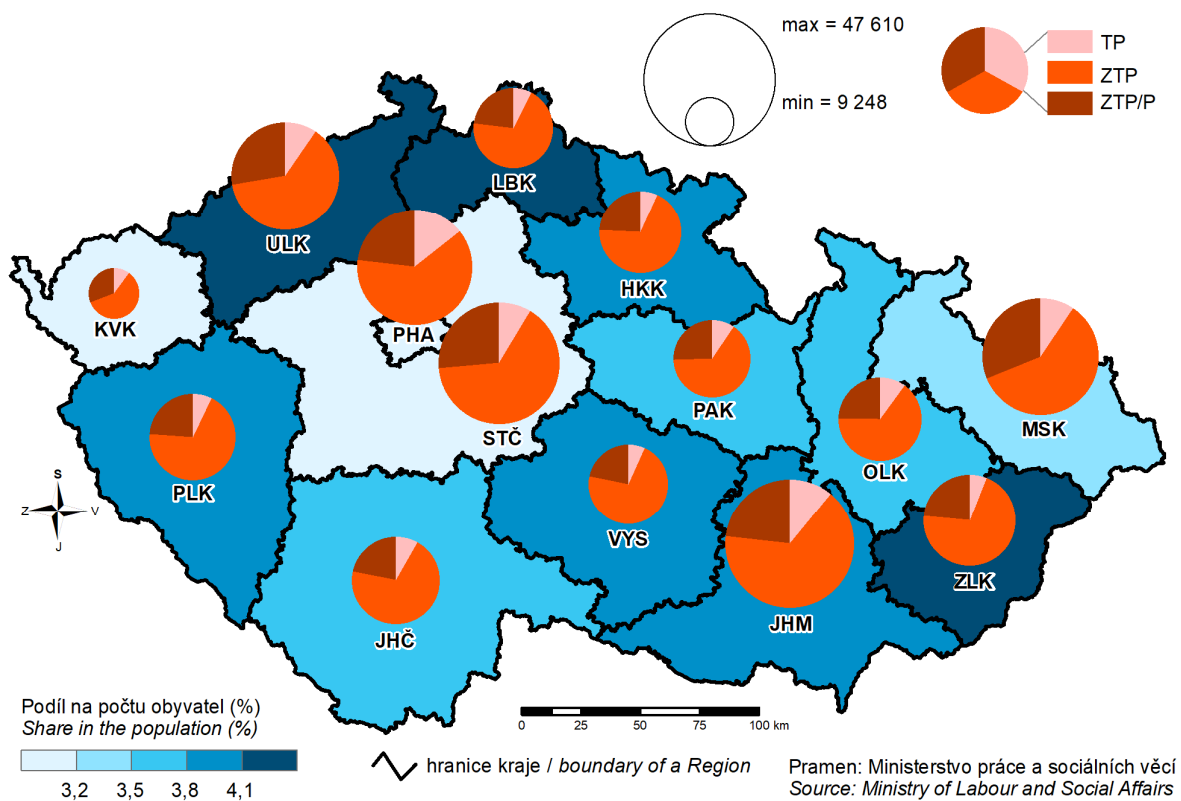 max = 47 610
min = 9 248
TP
ZTP
ZTP/P
LBK
ULK
HKK
KVK
PHA
PAK
STČ
MSK
OLK
PLK
VYS
ZLK
JHČ
JHM
S
Z V
J
Podíl na počtu obyvatel (%)
Share in the population (%)
3,2 3,5 3,8 4,1
0 25 50 75 100 km
hranice kraje / boundary of a Region
Pramen: Ministerstvo práce a sociálních věcí
Source: Ministry of Labour and Social Affairs